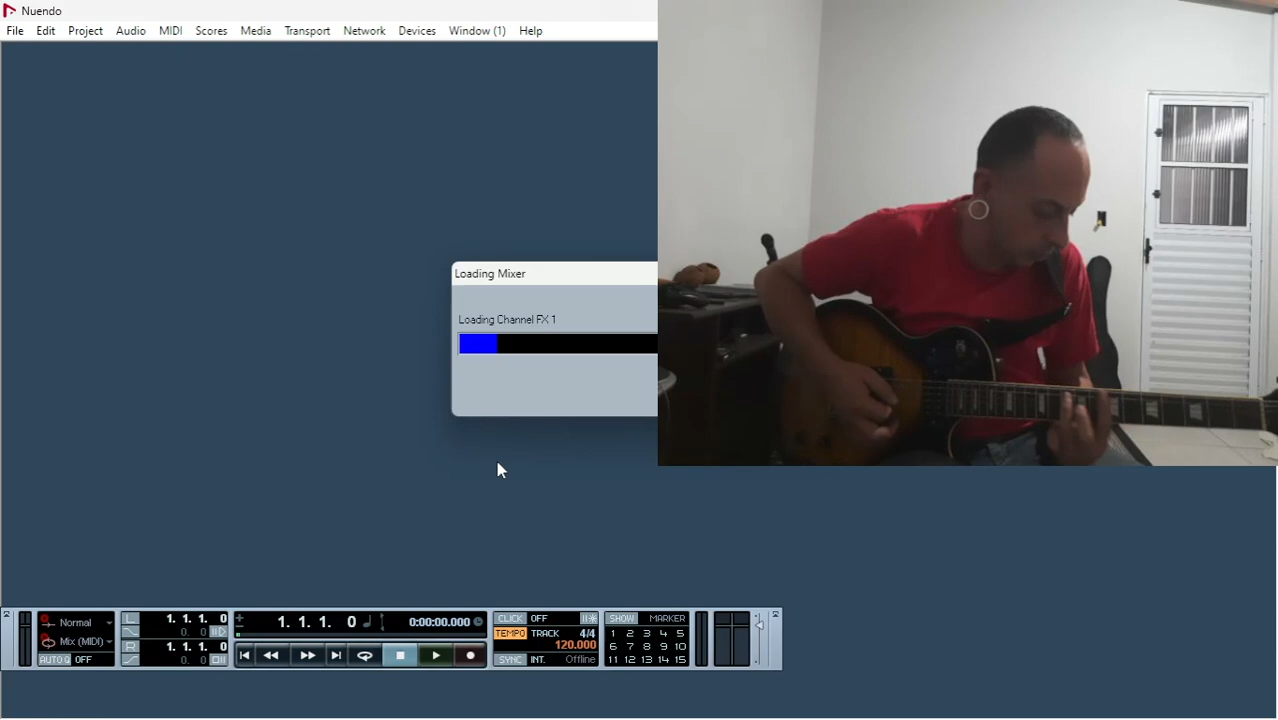 Nuendo
File Edit Project Audio MIDI Scores Media Transport Network Devices Window (1) Help
Loading Mixer
Loading Channel FX 1
Normal
Mix (MIDI)
AUTO Q OFF
L 1. 1. 1. 0
0. 0
R 1. 1. 1. 0
0. 0
1. 1. 1. 0 0:00:00.000
CLICK OFF
TEMPO TRACK 4/4
120.000
SYNC INT. Offline
SHOW MARKER
1 2 3 4 5
6 7 8 9 10
11 12 13 14 15